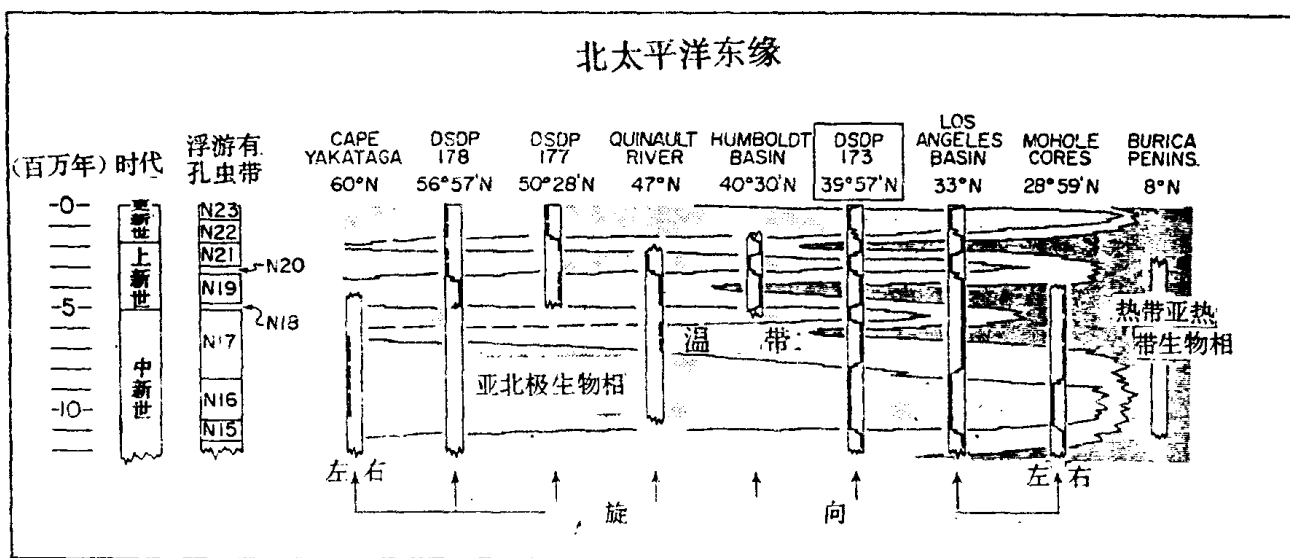 北太平洋东缘
(百万年) 时代 浮游有孔虫带
CAPE YAKATAGA 60°N
DSDP 178 56°57'N
DSDP 177 50°28'N
QUINAULT RIVER 47°N
HUMBOLDT BASIN 40°30'N
DSDP 173 39°57'N
LOS ANGELES BASIN 33°N
MOHOLE CORES 28°59'N
BURICA PENINS. 8°N
-0-
-5-
-10-
更新世
上新世
中新世
N23
N22
N21
N20
N19
N18
N17
N16
N15
温 带
亚北极生物相
热带亚热
带生物相
左 右
左 右
旋 向